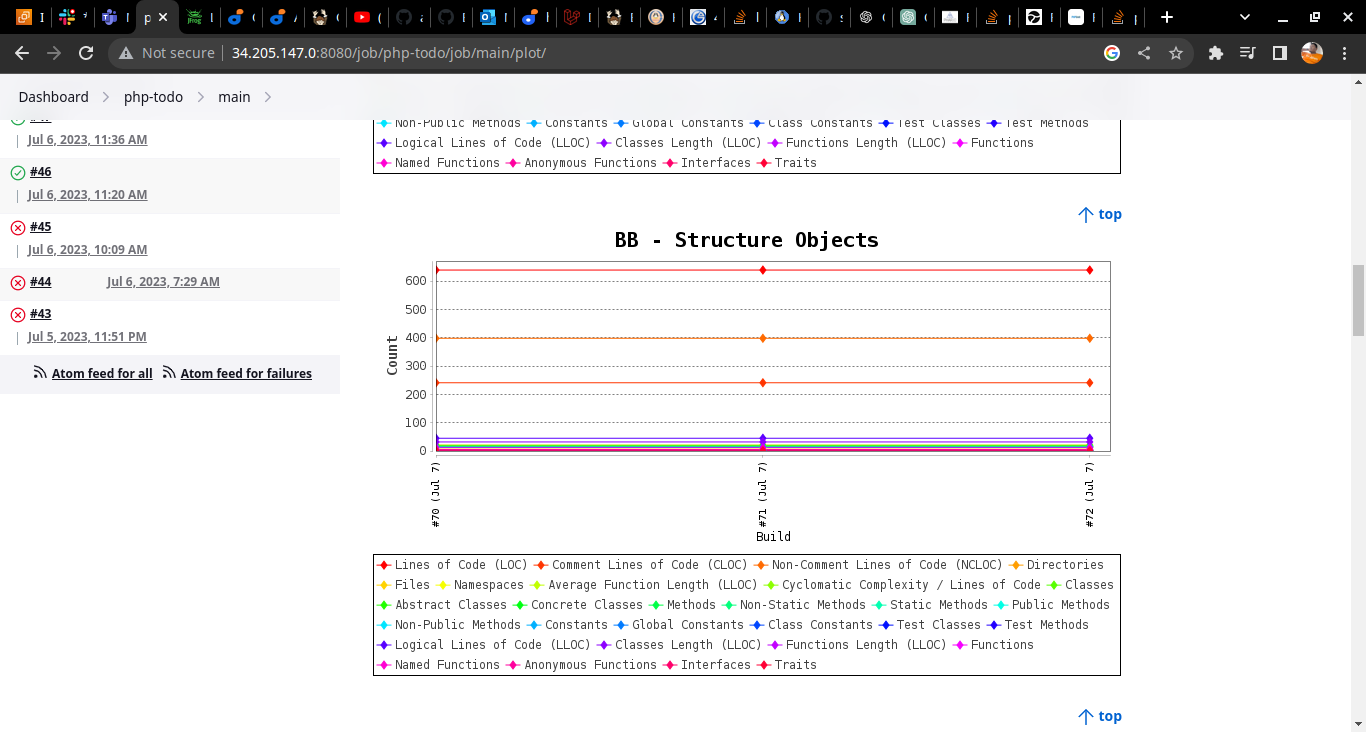 Not secure
34.205.147.0:8080/job/php-todo/job/main/plot/
Dashboard
php-todo
main
Jul 6, 2023, 11:36 AM
#46
Jul 6, 2023, 11:20 AM
#45
Jul 6, 2023, 10:09 AM
#44 Jul 6, 2023, 7:29 AM
#43
Jul 5, 2023, 11:51 PM
Atom feed for all Atom feed for failures
Non-Public Methods Constants Global Constants Class Constants Test Classes Test Methods
Logical Lines of Code (LLOC) Classes Length (LLOC) Functions Length (LLOC) Functions
Named Functions Anonymous Functions Interfaces Traits
top
BB - Structure Objects
Count
600
500
400
300
200
100
0
#70 (Jul 7)
#71 (Jul 7)
#72 (Jul 7)
Build
Lines of Code (LOC) Comment Lines of Code (CLOC) Non-Comment Lines of Code (NCLOC) Directories
Files Namespaces Average Function Length (LLOC) Cyclomatic Complexity / Lines of Code Classes
Abstract Classes Concrete Classes Methods Non-Static Methods Static Methods Public Methods
Non-Public Methods Constants Global Constants Class Constants Test Classes Test Methods
Logical Lines of Code (LLOC) Classes Length (LLOC) Functions Length (LLOC) Functions
Named Functions Anonymous Functions Interfaces Traits
top